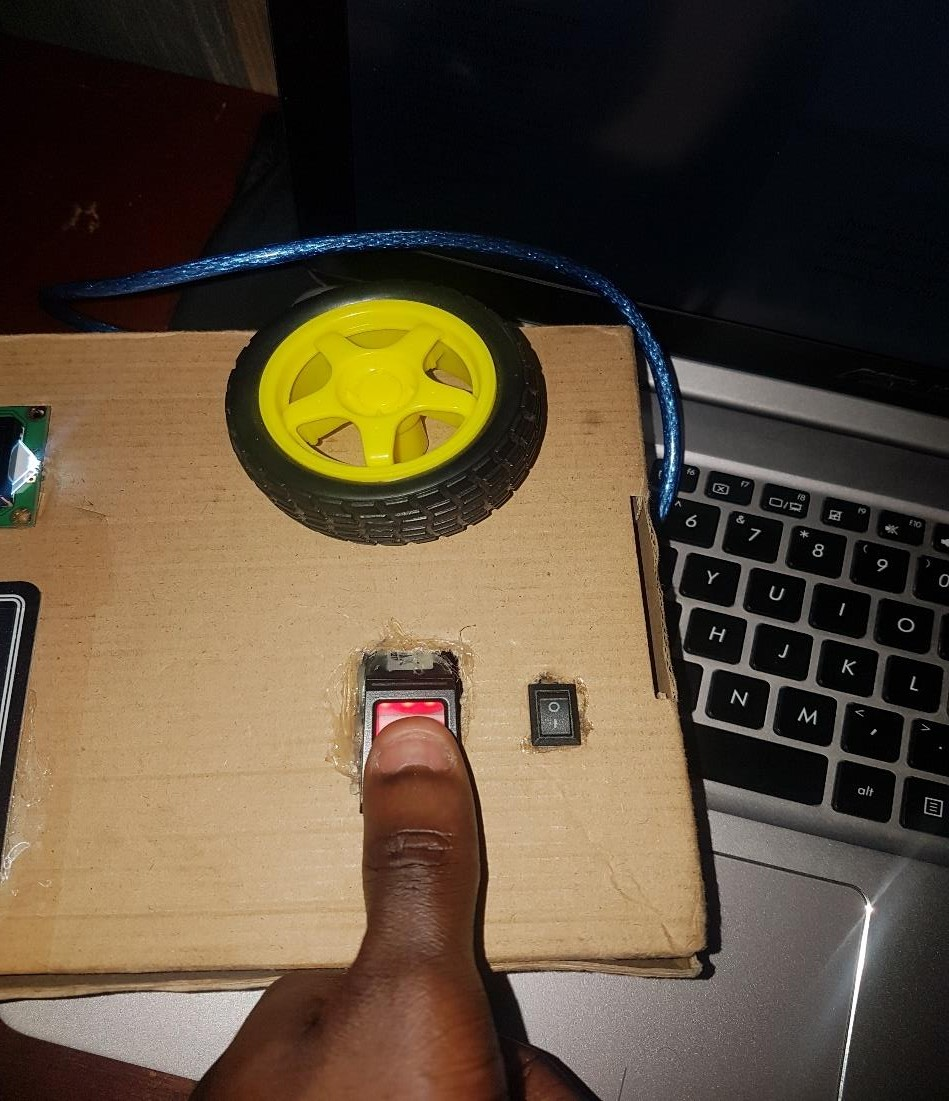 f6 f7 f8 f9 f10
^ 6 & 7 * 8 ( 9 ) 0
Y U I O
H J K L
N M < , > .
alt
O
I